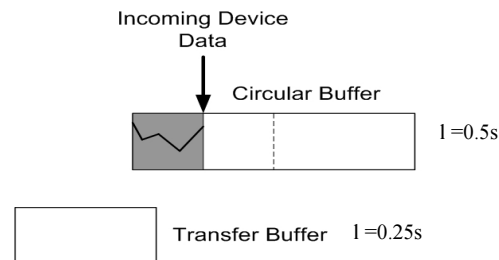 Incoming Device
Data
Circular Buffer
l =0.5s
Transfer Buffer l =0.25s